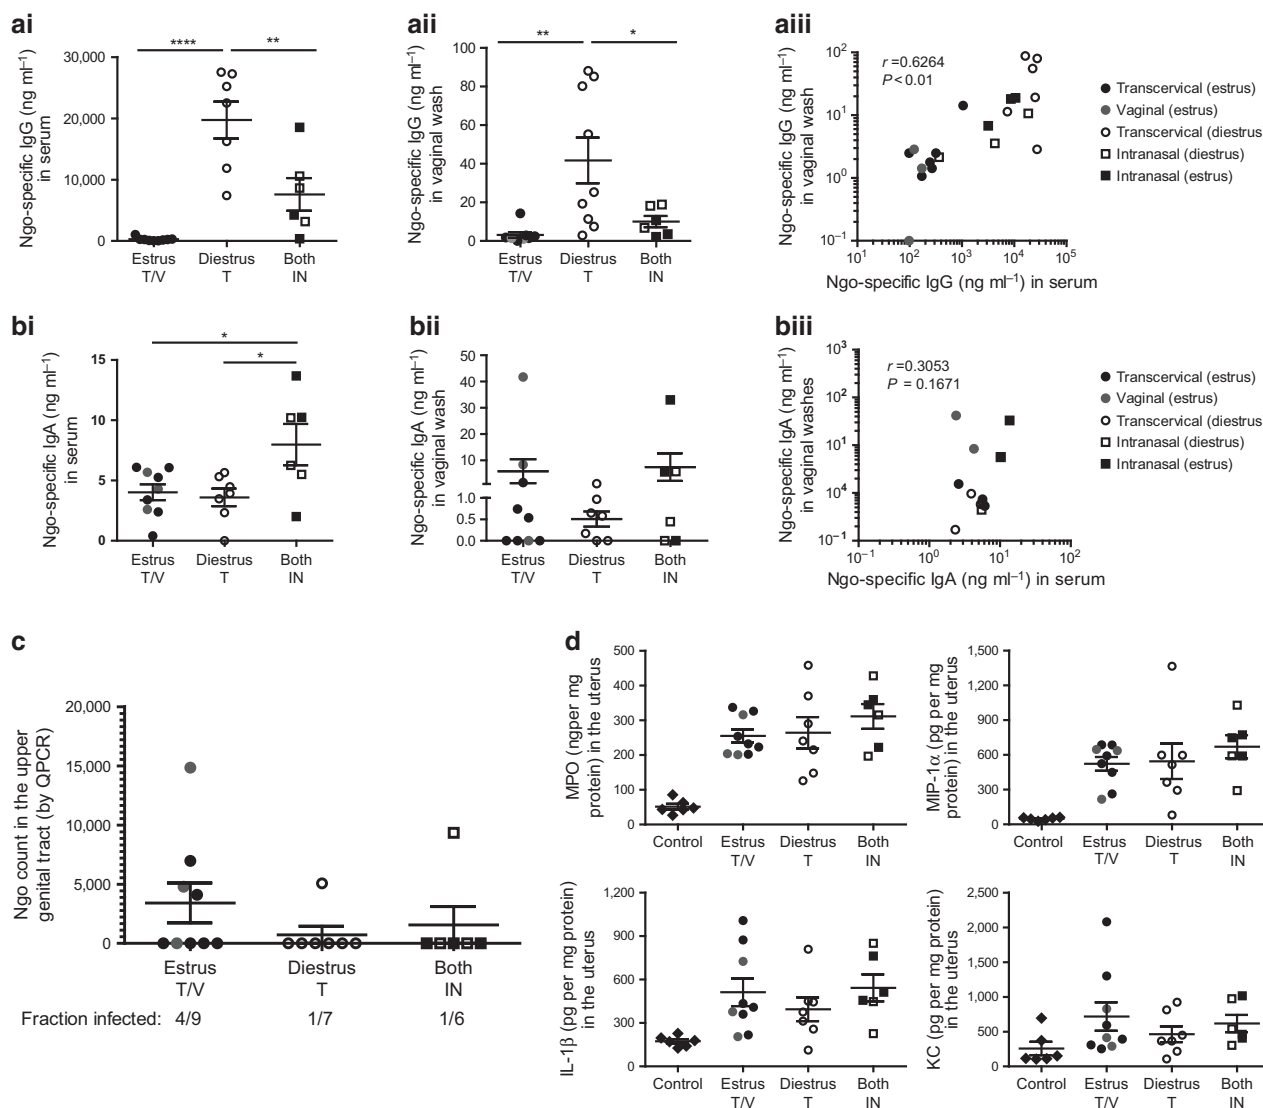 ai
Ngo-specific IgG (ng ml⁻¹)
in serum
30,000
20,000
10,000
0
****
**
Estrus
T/V
Diestrus
T
Both
IN
aii
Ngo-specific IgG (ng ml⁻¹)
in vaginal wash
100
80
60
40
20
0
**
*
Estrus
T/V
Diestrus
T
Both
IN
aiii
Ngo-specific IgG (ng ml⁻¹)
in vaginal wash
10²
10¹
10⁰
10⁻¹
r=0.6264
P<0.01
10¹
10²
10³
10⁴
10⁵
Ngo-specific IgG (ng ml⁻¹) in serum
Transcervical (estrus)
Vaginal (estrus)
Transcervical (diestrus)
Intranasal (diestrus)
Intranasal (estrus)
bi
Ngo-specific IgA (ng ml⁻¹)
in serum
15
10
5
0
*
*
Estrus
T/V
Diestrus
T
Both
IN
bii
Ngo-specific IgA (ng ml⁻¹)
in vaginal wash
50
40
30
20
10
1.0
0.5
0.0
Estrus
T/V
Diestrus
T
Both
IN
biii
Ngo-specific IgA (ng ml⁻¹)
in vaginal washes
10³
10²
10¹
10⁰
10⁻¹
r=0.3053
P = 0.1671
10⁻¹
10⁰
10¹
10²
Ngo-specific IgA (ng ml⁻¹) in serum
Transcervical (estrus)
Vaginal (estrus)
Transcervical (diestrus)
Intranasal (diestrus)
Intranasal (estrus)
c
Ngo count in the upper
genital tract (by QPCR)
20,000
15,000
10,000
5,000
0
Estrus
T/V
Diestrus
T
Both
IN
Fraction infected: 4/9 1/7 1/6
d
MPO (ngper mg
protein) in the uterus
500
400
300
200
100
0
Control
Estrus
T/V
Diestrus
T
Both
IN
MIP-1α (pg per mg
protein) in the uterus
1,500
1,200
900
600
300
0
Control
Estrus
T/V
Diestrus
T
Both
IN
IL-1β (pg per mg protein)
in the uterus
1,200
900
600
300
0
Control
Estrus
T/V
Diestrus
T
Both
IN
KC (pg per mg protein)
in the uterus
2,500
2,000
1,500
1,000
500
0
Control
Estrus
T/V
Diestrus
T
Both
IN